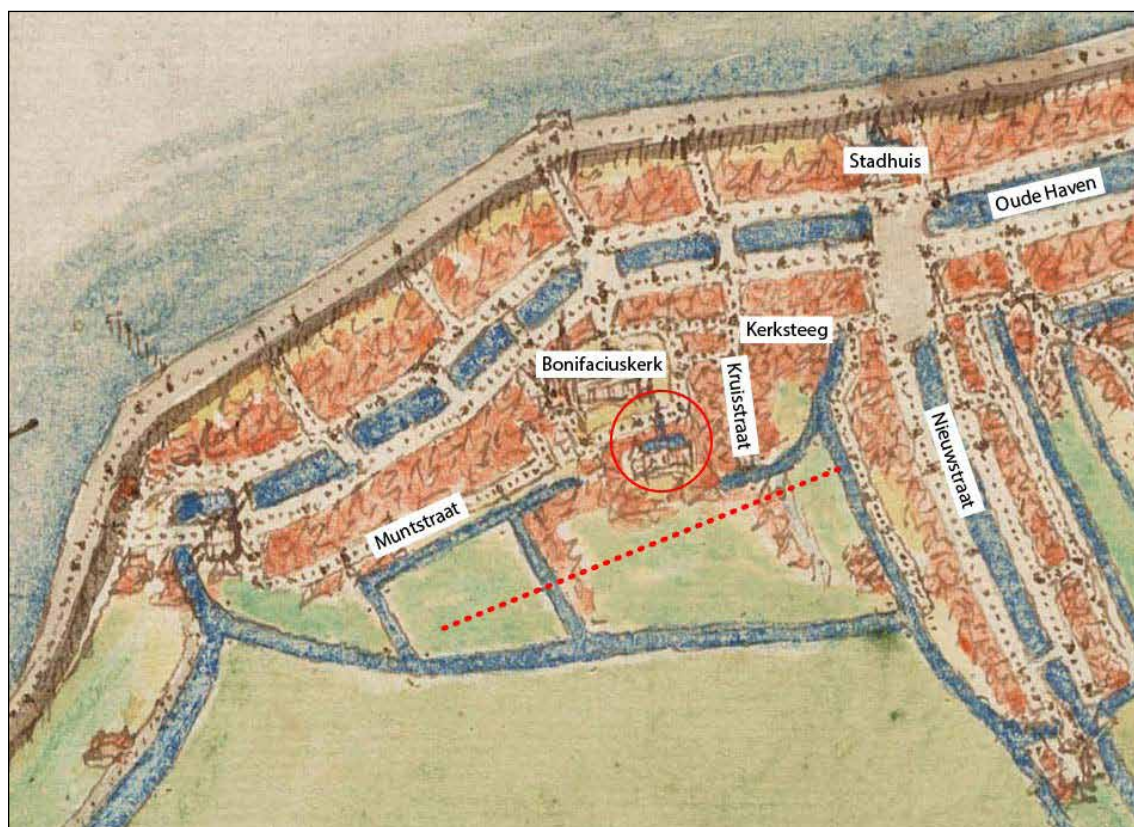 Stadhuis
Oude Haven
Kerksteeg
Bonifaciuskerk
Kruisstraat
Nieuwstraat
Muntstraat